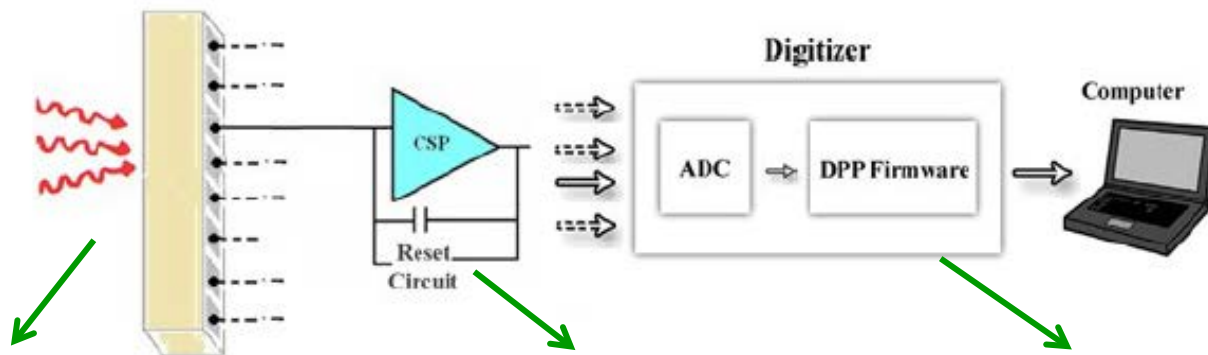 Digitizer
Computer
CSP
ADC
DPP Firmware
Reset
Circuit